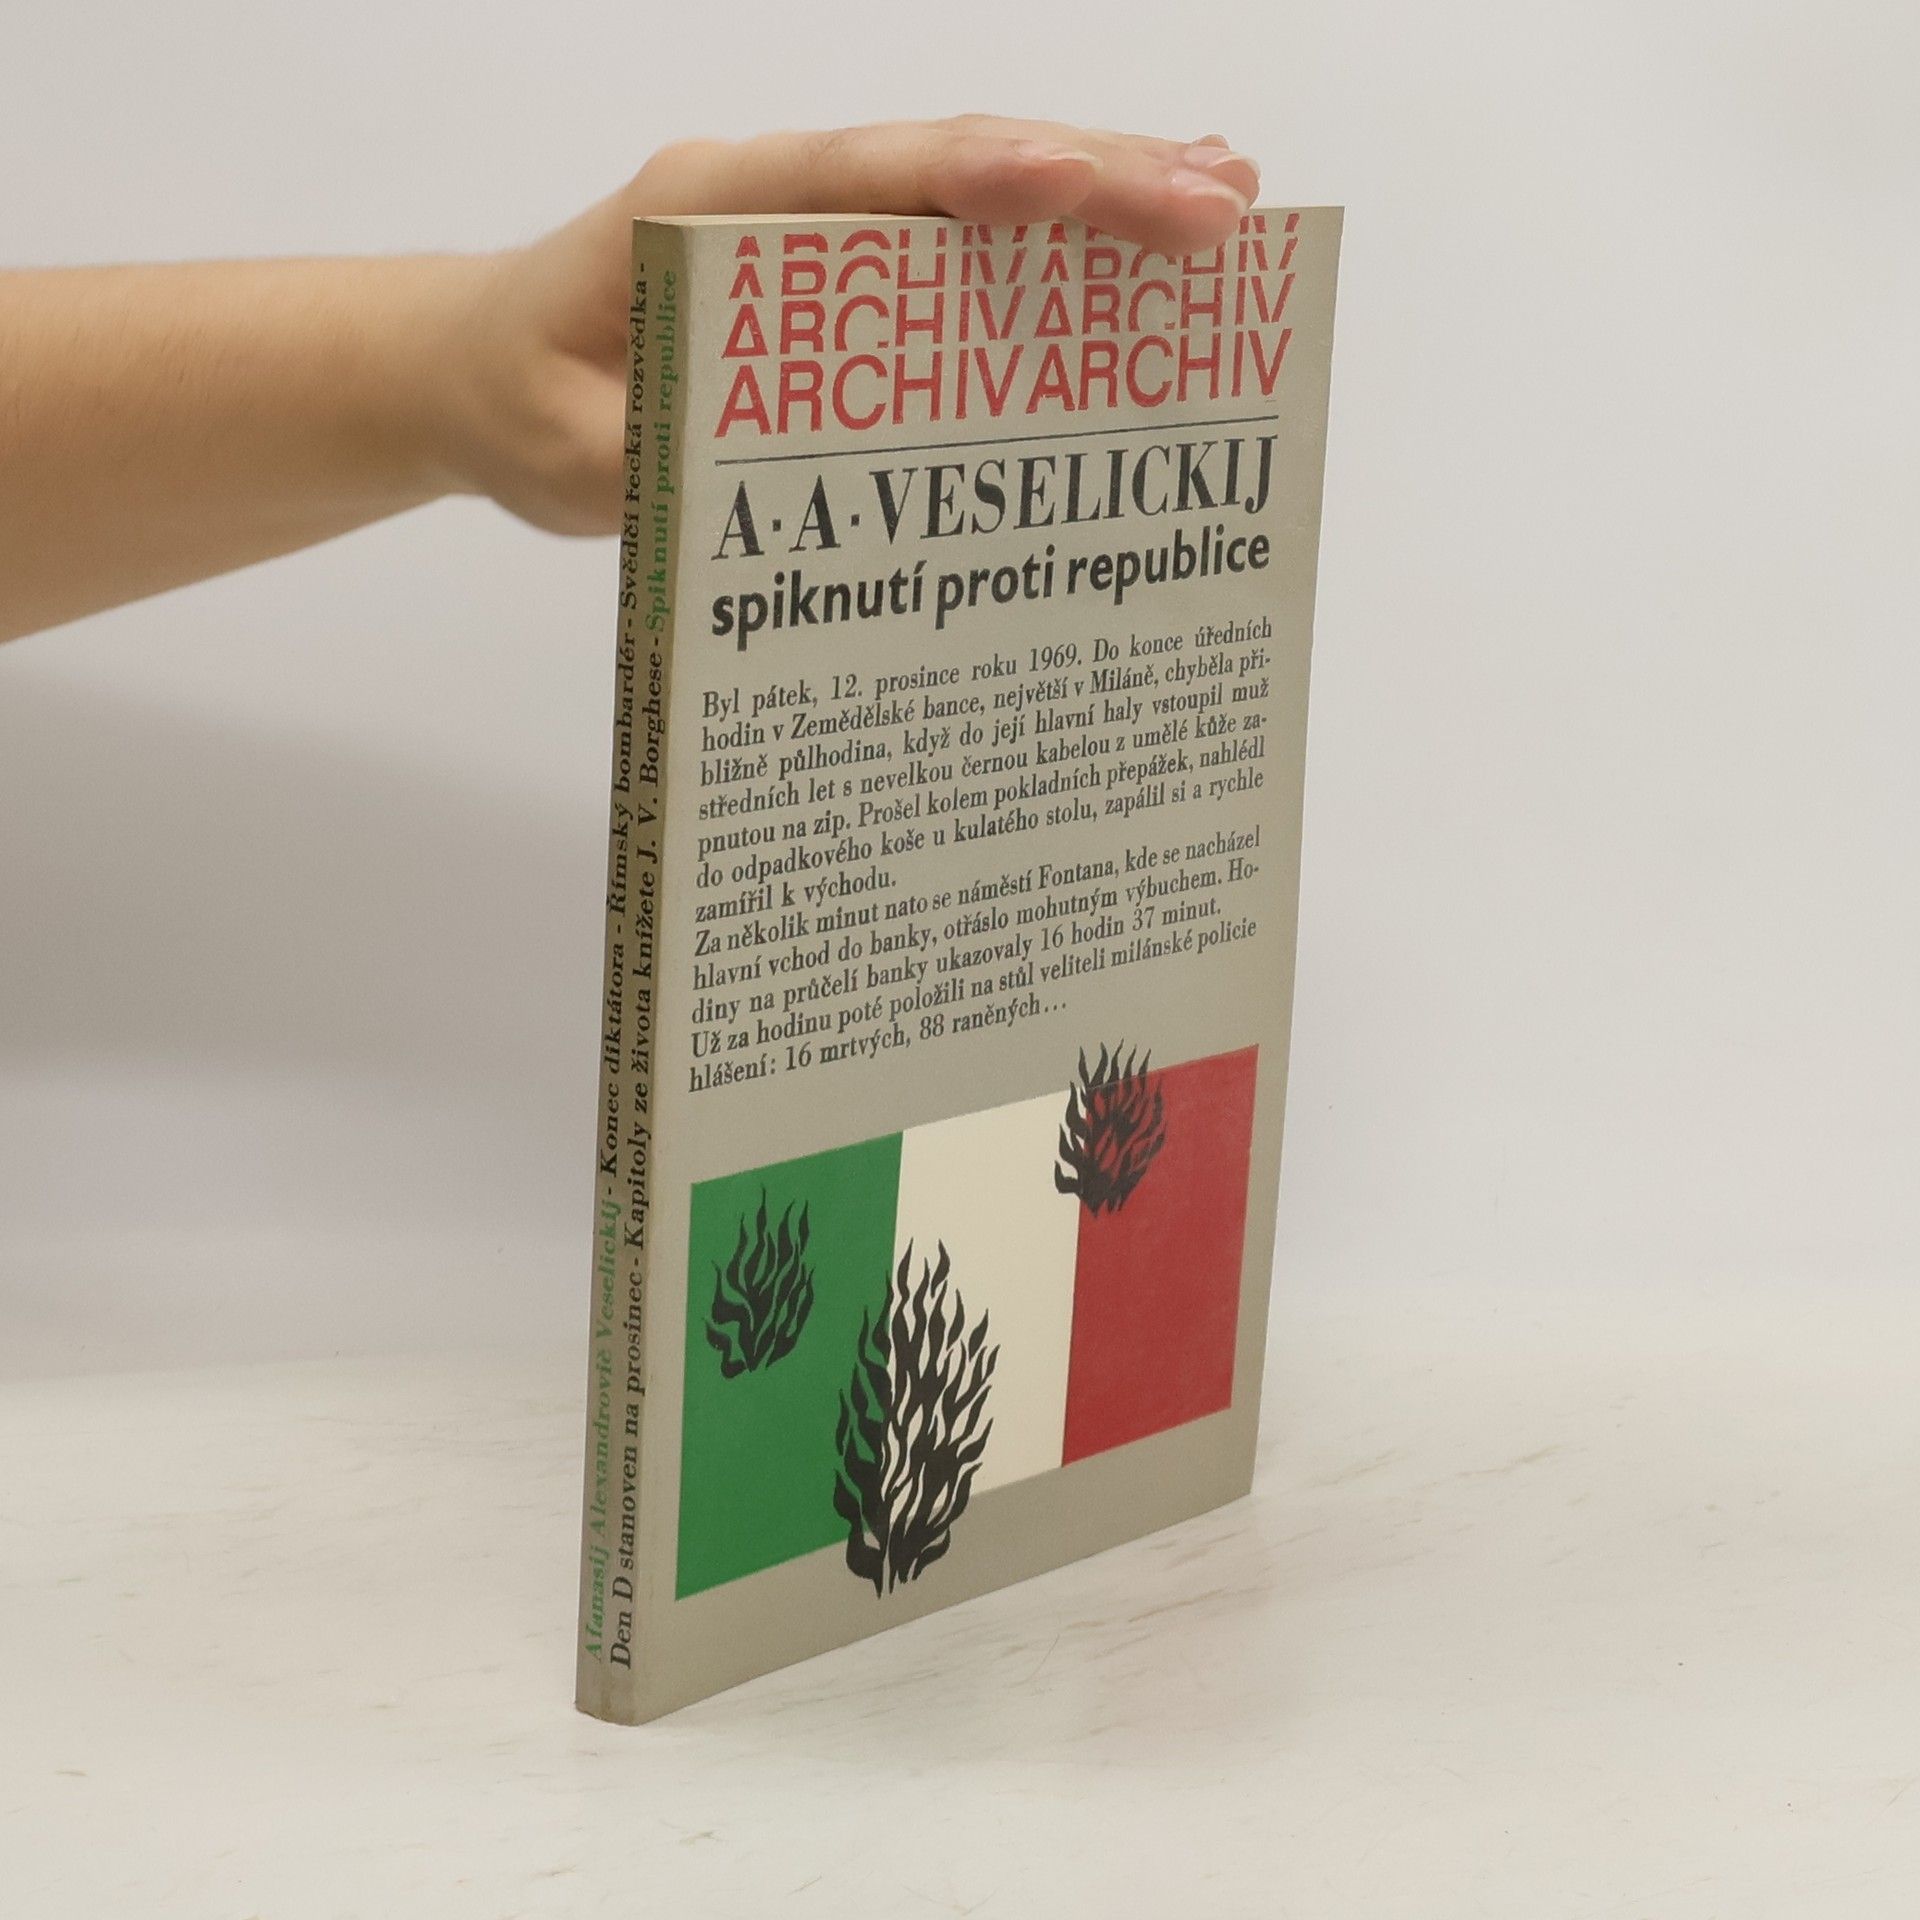 ARCHIVARCHIV
ARCHIVARCHIV
ARCHIVARCHIV
ARCHIVARCHIV
A·A·VESELICKIJ
spiknutí proti republice
Byl pátek, 12. prosince roku 1969. Do konce úředních
hodin v Zemědělské bance, největší v Miláně, chyběla při-
bližně půlhodina, když do její hlavní haly vstoupil muž
středních let s nevelkou černou kabelou z umělé kůže za-
pnutou na zip. Prošel kolem pokladních přepážek, nahlédl
do odpadkového koše u kulatého stolu, zapálil si a rychle
zamířil k východu.
Za několik minut nato se náměstí Fontana, kde se nacházel
hlavní vchod do banky, otřáslo mohutným výbuchem. Ho-
diny na průčelí banky ukazovaly 16 hodin 37 minut.
Už za hodinu poté položili na stůl veliteli milánské policie
hlášení: 16 mrtvých, 88 raněných...
Afanasij Alexandrovič Veselickij - Konec diktátora - Římský bombardér - Svědčí řecká rozvědka -
Den D stanoven na prosinec - Kapitoly ze života knížete J. V. Borghese - Spiknutí proti republice